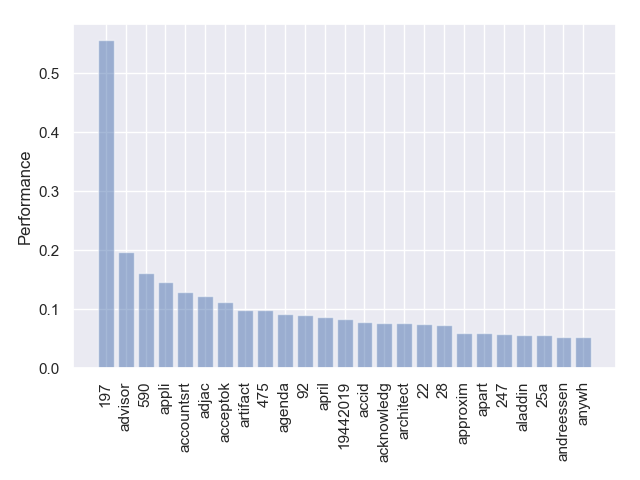 0.5
0.4
0.3
0.2
0.1
0.0
Performance
197
advisor
590
appli
accountsrt
adjac
acceptok
artifact
475
agenda
92
april
19442019
accid
acknowledg
architect
22
28
approxim
apart
247
aladdin
25a
andreessen
anywh